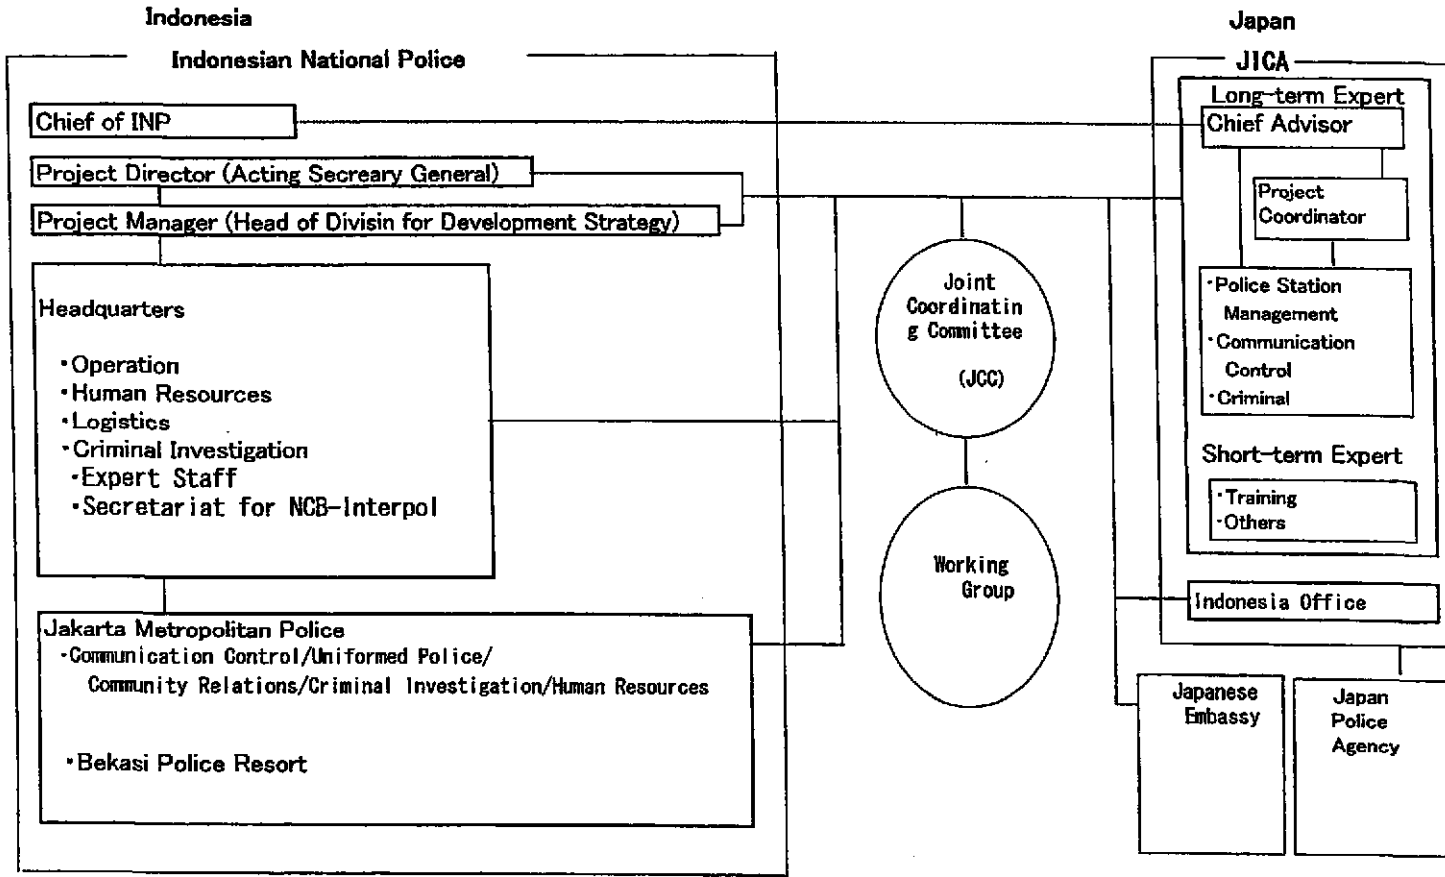 Indonesia
Indonesian National Police
Chief of INP
Project Director (Acting Secreary General)
Project Manager (Head of Divisin for Development Strategy)
Headquarters
・Operation
・Human Resources
・Logistics
・Criminal Investigation
・Expert Staff
・Secretariat for NCB-Interpol
Jakarta Metropolitan Police
・Communication Control/Uniformed Police/
Community Relations/Criminal Investigation/Human Resources
・Bekasi Police Resort
Joint
Coordinatin
g Committee
(JCC)
Working
Group
Japan
JICA
Long-term Expert
Chief Advisor
Project
Coordinator
・Police Station
Management
・Communication
Control
・Criminal
Short-term Expert
・Training
・Others
Indonesia Office
Japanese
Embassy
Japan
Police
Agency